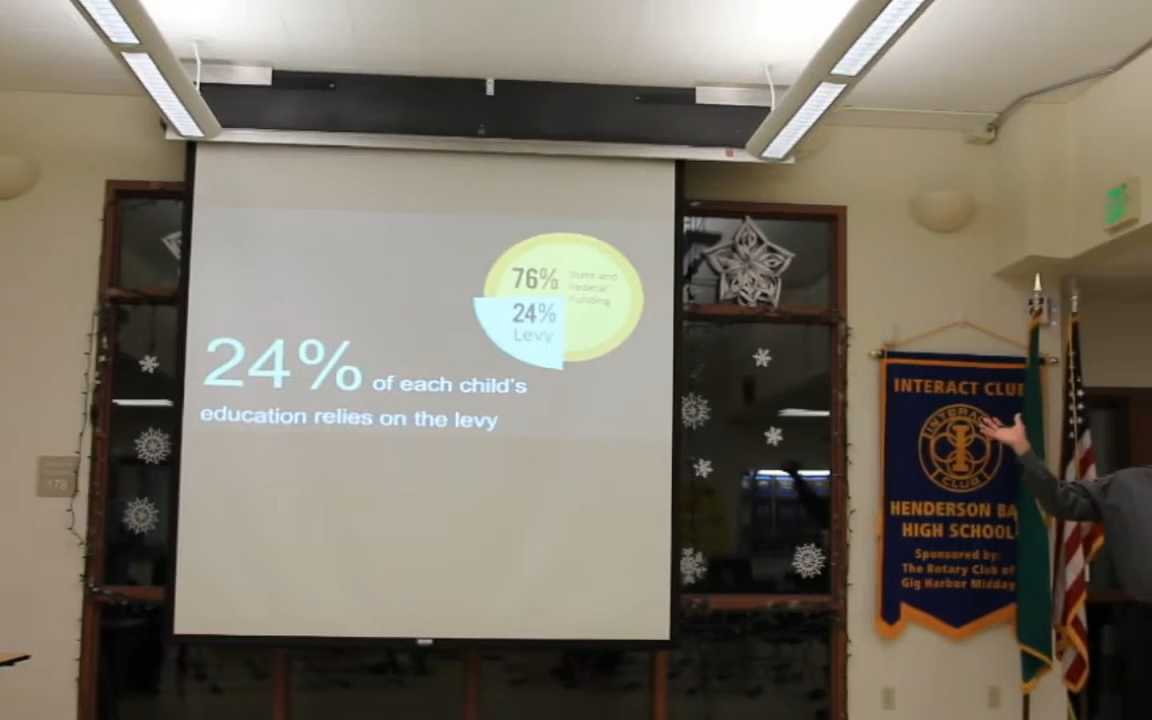 76%
State and
Federal
Funding
24%
Levy
24% of each child's
education relies on the levy
178
INTERACT CLUB
INTERACT
CLUB
HENDERSON BA
HIGH SCHOOL
Sponsored by:
The Rotary Club of
Gig Harbor Midday